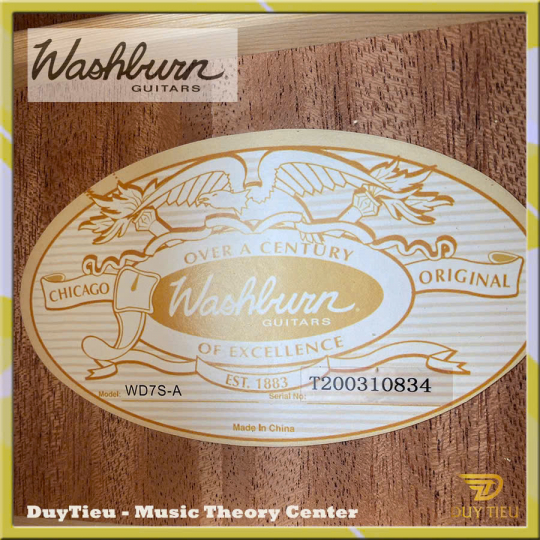 Washburn.
GUITARS
OVER A CENTURY
CHICAGO
ORIGINAL
Washburn.
GUITARS
OF EXCELLENCE
EST. 1883
Model: WD7S-A
Serial No: T200310834
Made In China
DuyTieu - Music Theory Center
DUY TIEU